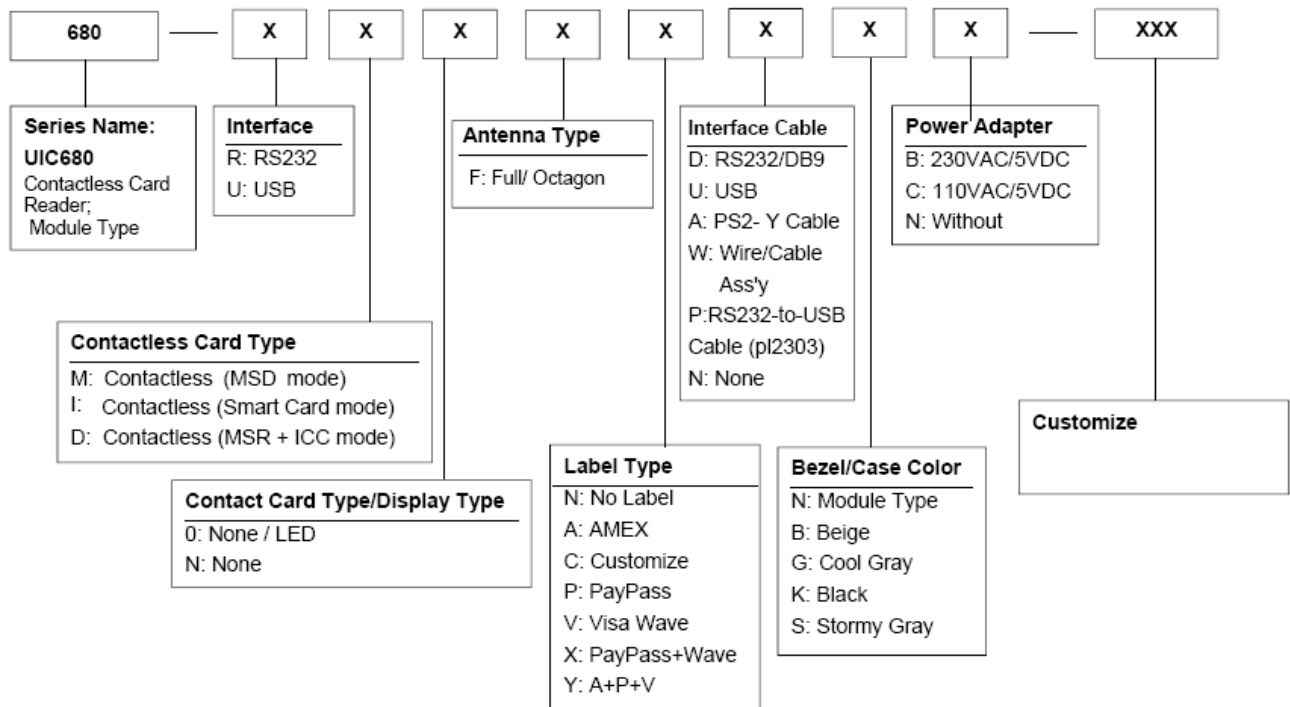 680 — X X X X X X X X — XXX
Series Name:
UIC680
Contactless Card
Reader;
Module Type
Interface
R: RS232
U: USB
Antenna Type
F: Full/ Octagon
Interface Cable
D: RS232/DB9
U: USB
A: PS2- Y Cable
W: Wire/Cable
Ass'y
P:RS232-to-USB
Cable (pl2303)
N: None
Power Adapter
B: 230VAC/5VDC
C: 110VAC/5VDC
N: Without
Contactless Card Type
M: Contactless (MSD mode)
I: Contactless (Smart Card mode)
D: Contactless (MSR + ICC mode)
Customize
Contact Card Type/Display Type
0: None / LED
N: None
Label Type
N: No Label
A: AMEX
C: Customize
P: PayPass
V: Visa Wave
X: PayPass+Wave
Y: A+P+V
Bezel/Case Color
N: Module Type
B: Beige
G: Cool Gray
K: Black
S: Stormy Gray